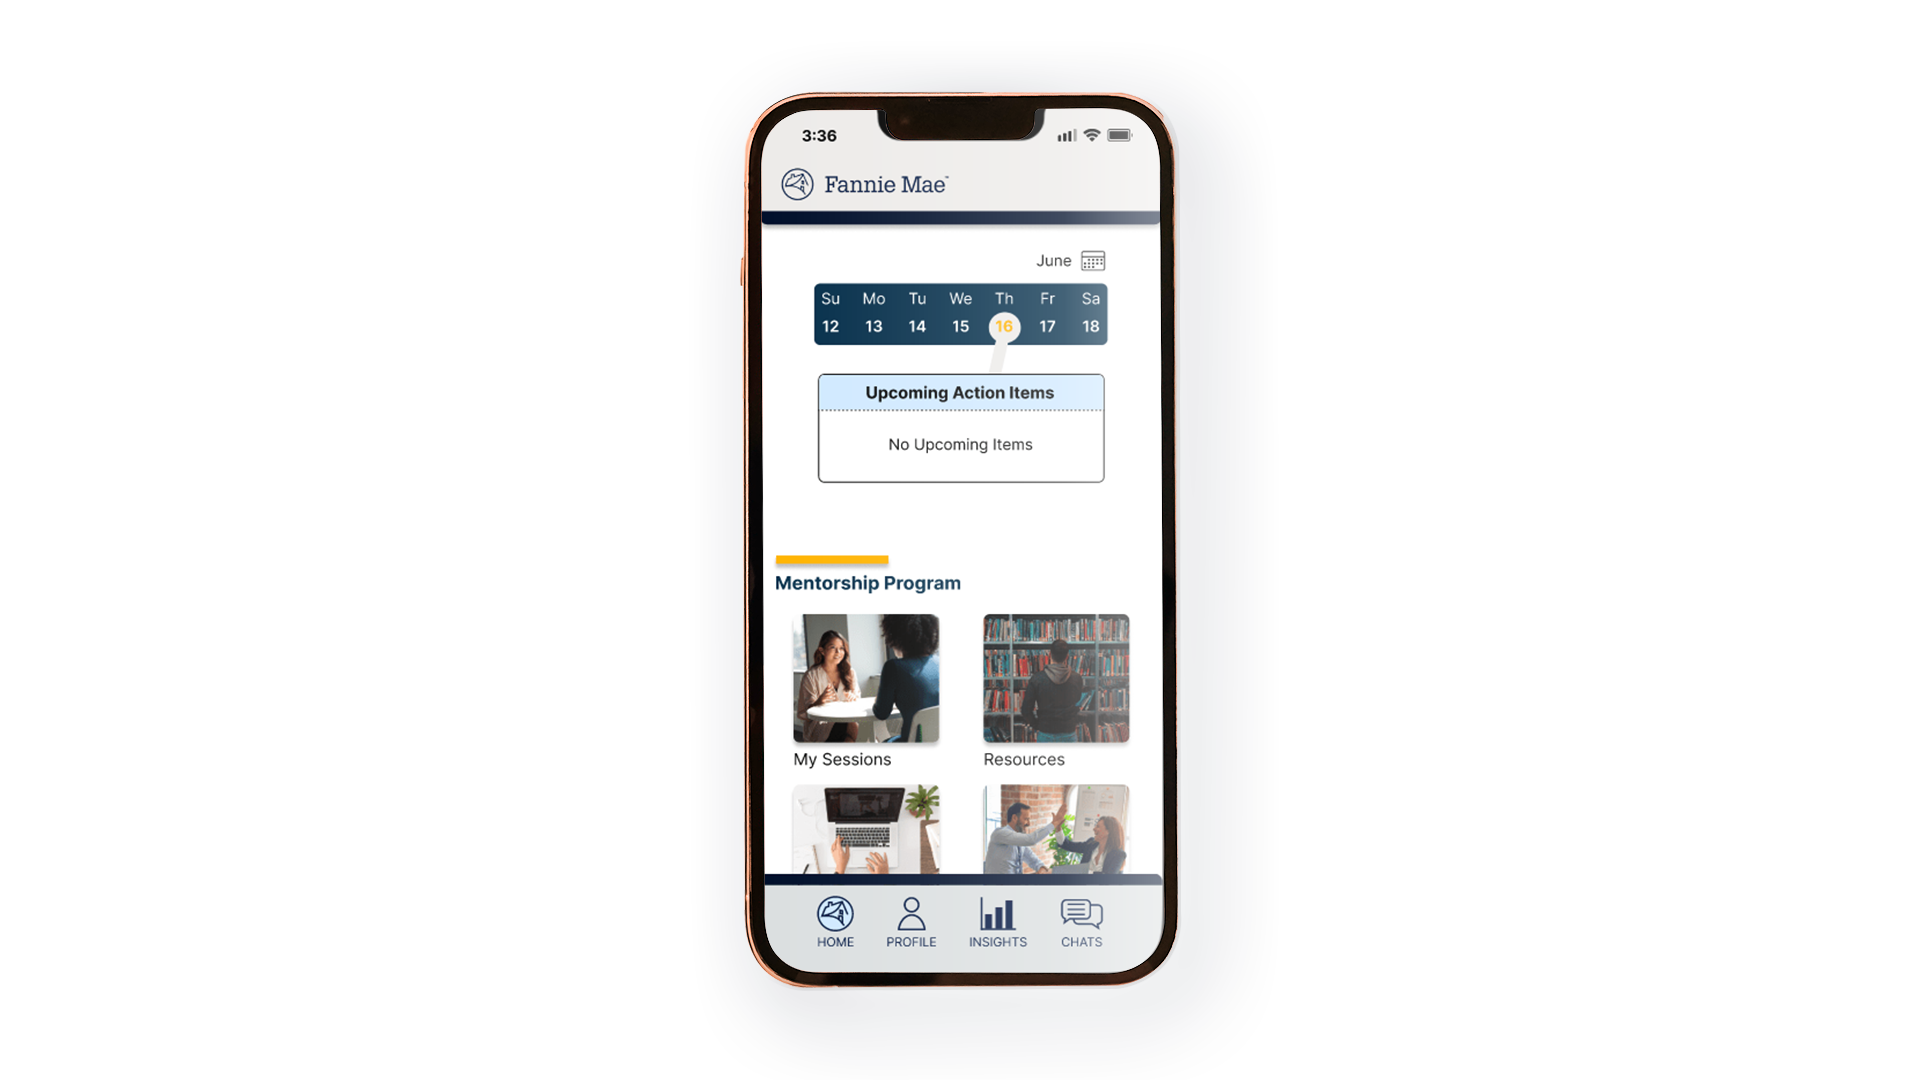 3:36
Fannie Mae™
June
Su Mo Tu We Th Fr Sa
12 13 14 15 16 17 18
Upcoming Action Items
No Upcoming Items
Mentorship Program
My Sessions Resources
HOME PROFILE INSIGHTS CHATS